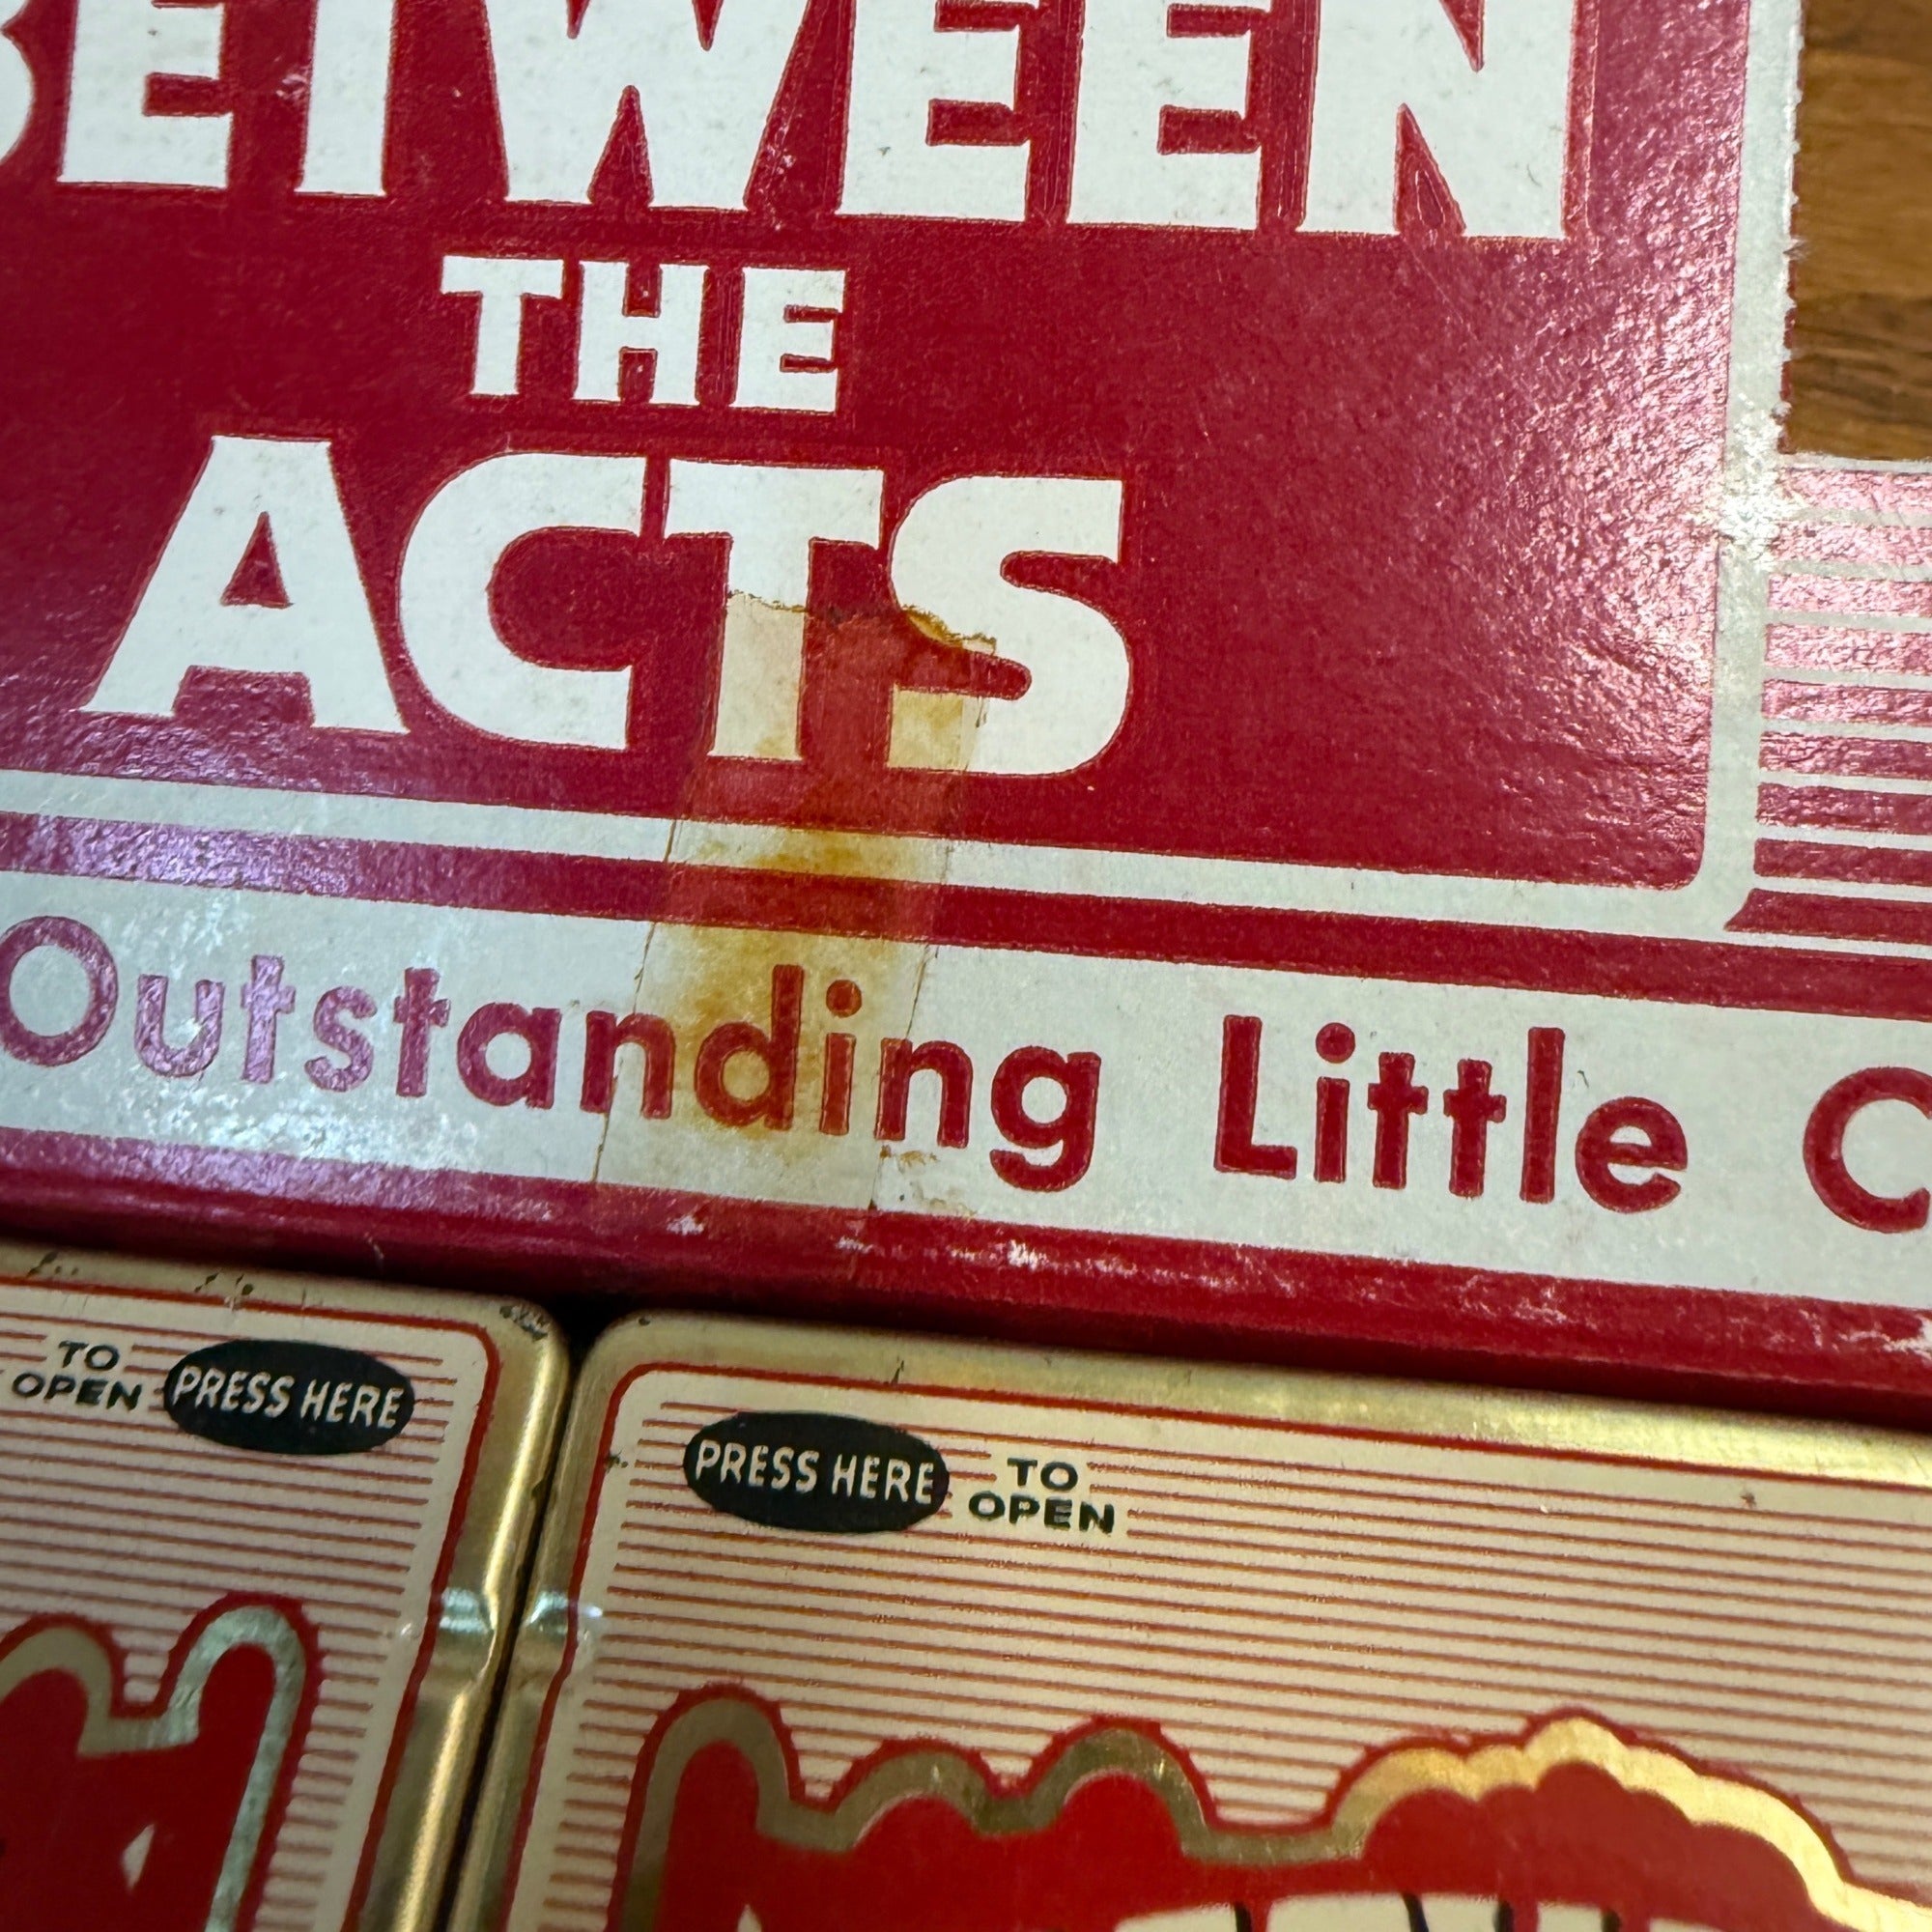 BETWEEN
THE
ACTS
Outstanding Little C
TO
OPEN
PRESS HERE
PRESS HERE
TO
OPEN